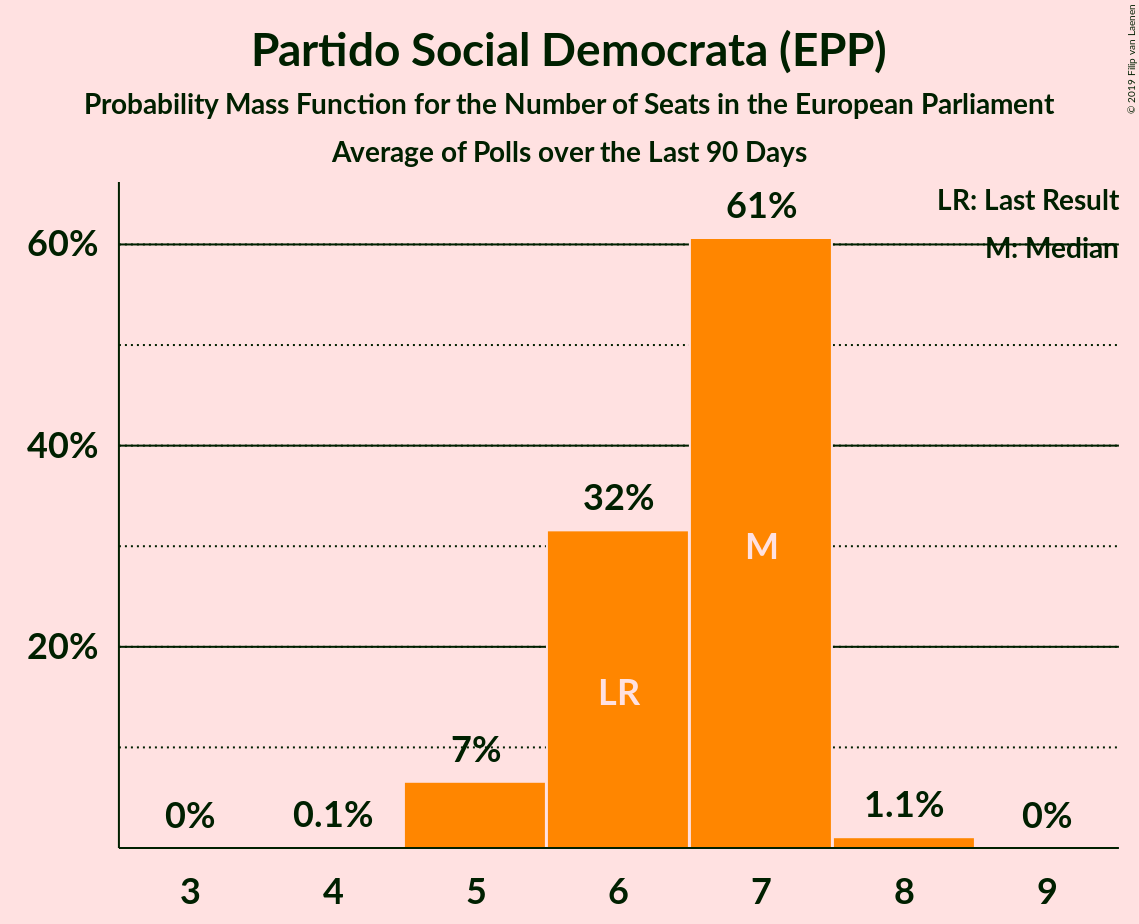 Partido Social Democrata (EPP)
Probability Mass Function for the Number of Seats in the European Parliament
Average of Polls over the Last 90 Days
© 2019 Filip van Laenen
LR: Last Result
M: Median
61%
60%
40%
32%
M
20%
LR
7%
0%
0.1%
1.1%
0%
3 4 5 6 7 8 9